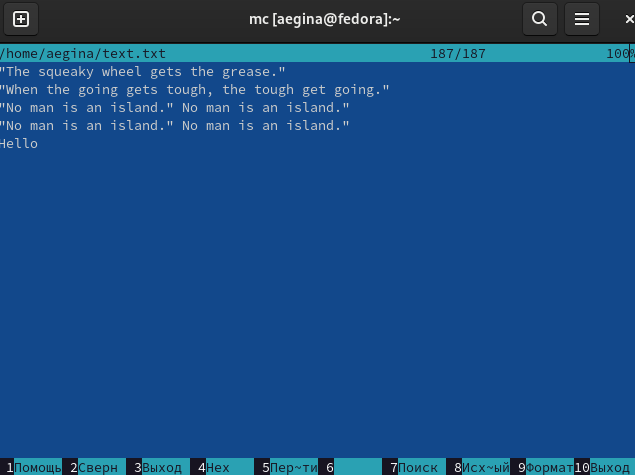 mc [aegina@fedora]:~
/home/aegina/text.txt 187/187 100%
"The squeaky wheel gets the grease."
"When the going gets tough, the tough get going."
"No man is an island." No man is an island."
"No man is an island." No man is an island."
Hello
1Помощь 2Сверн 3Выход 4Hex 5Пер~ти 6 7Поиск 8Исх~ый 9Формат 10Выход